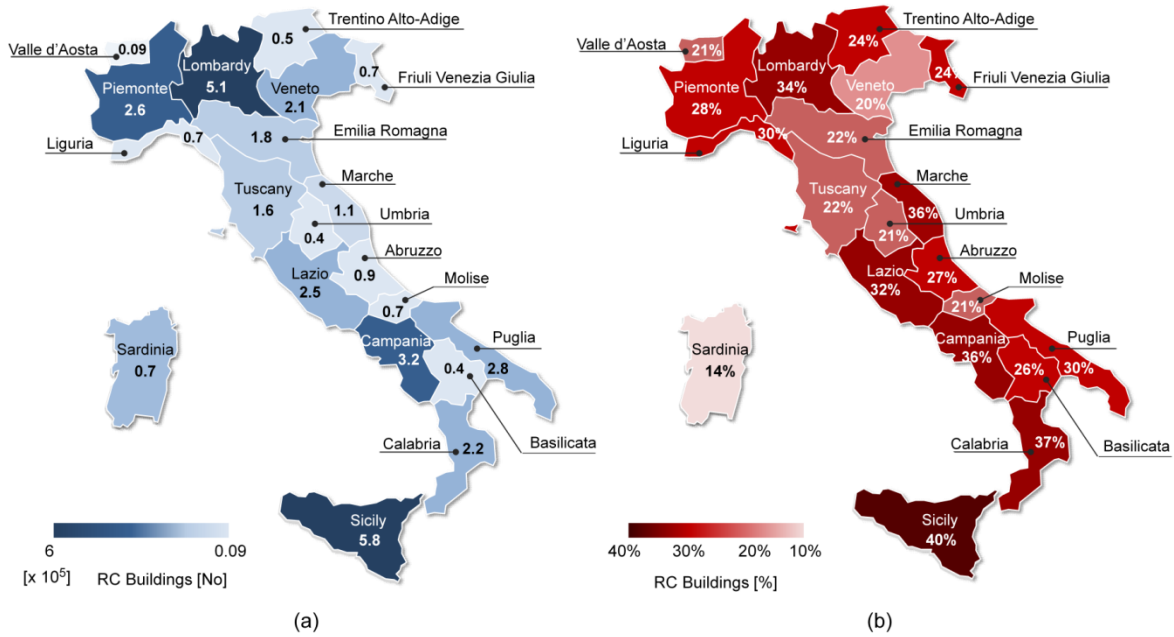 Trentino Alto-Adige
0.5
Valle d’Aosta
0.09
Lombardy
5.1
0.7
Friuli Venezia Giulia
Piemonte
2.6
Veneto
2.1
Liguria
0.7
1.8
Emilia Romagna
Tuscany
1.6
Marche
1.1
0.4
Umbria
Abruzzo
0.9
Lazio
2.5
Molise
0.7
Campania
3.2
Puglia
2.8
0.4
Sardinia
0.7
Basilicata
Calabria
2.2
Sicily
5.8
6
0.09
[x 10⁵]
RC Buildings [No]
(a)
Trentino Alto-Adige
24%
Valle d’Aosta
21%
Lombardy
34%
24%
Friuli Venezia Giulia
Piemonte
28%
Veneto
20%
Liguria
30%
22%
Emilia Romagna
Tuscany
22%
Marche
36%
21%
Umbria
Abruzzo
27%
Lazio
32%
Molise
21%
Campania
36%
Puglia
30%
26%
Sardinia
14%
Basilicata
Calabria
37%
Sicily
40%
40%
30%
20%
10%
RC Buildings [%]
(b)